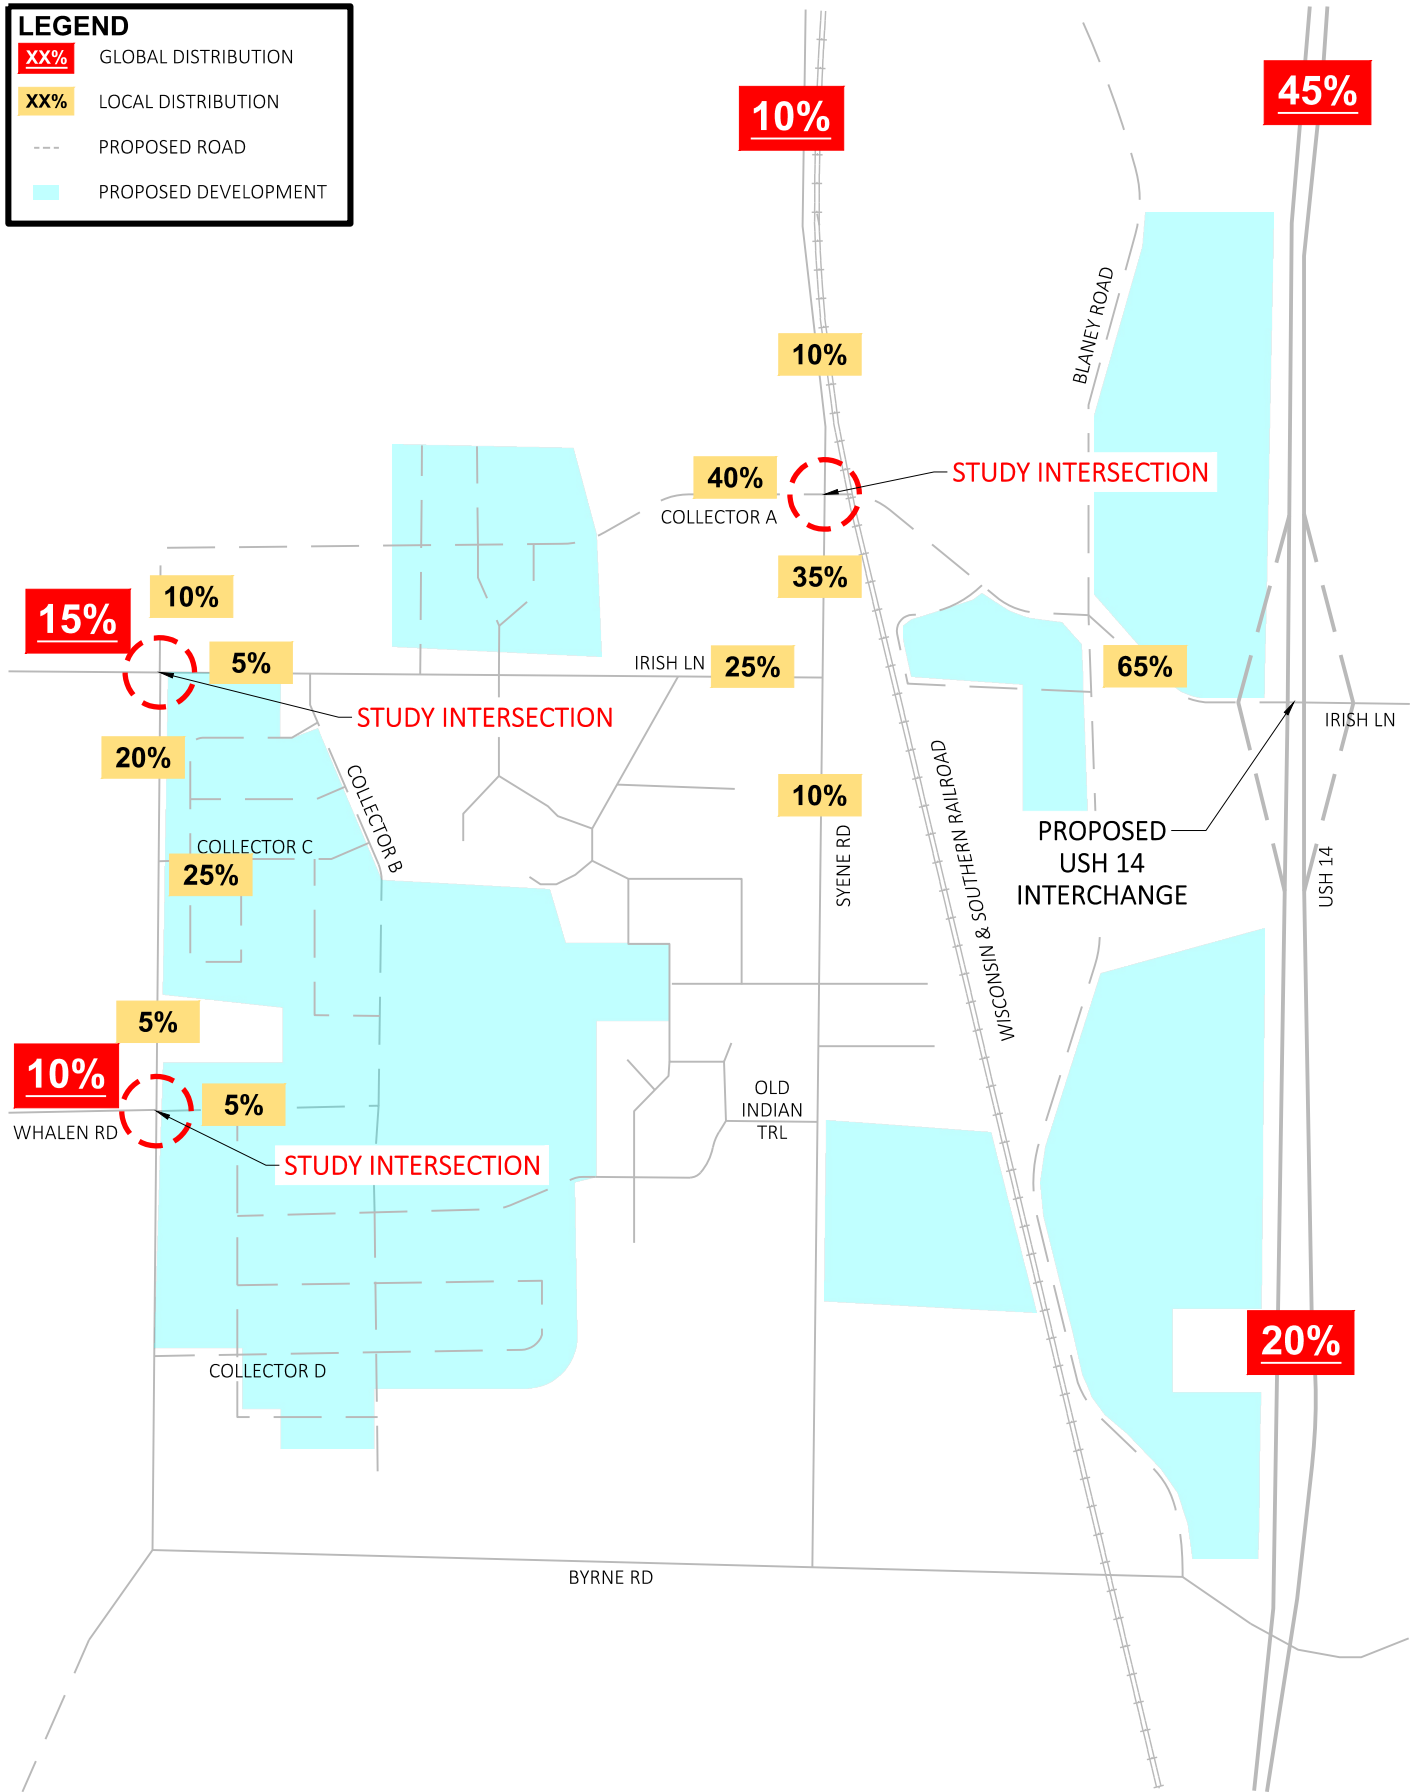 LEGEND
XX% GLOBAL DISTRIBUTION
XX% LOCAL DISTRIBUTION
PROPOSED ROAD
PROPOSED DEVELOPMENT
45%
10%
BLANEY ROAD
10%
40%
STUDY INTERSECTION
COLLECTOR A
35%
10%
15%
5%
IRISH LN
25%
65%
STUDY INTERSECTION
IRISH LN
20%
COLLECTOR B
10%
WISCONSIN & SOUTHERN RAILROAD
PROPOSED
USH 14
INTERCHANGE
COLLECTOR C
25%
SYENE RD
USH 14
5%
10%
5%
OLD
INDIAN
TRL
WHALEN RD
STUDY INTERSECTION
20%
COLLECTOR D
BYRNE RD